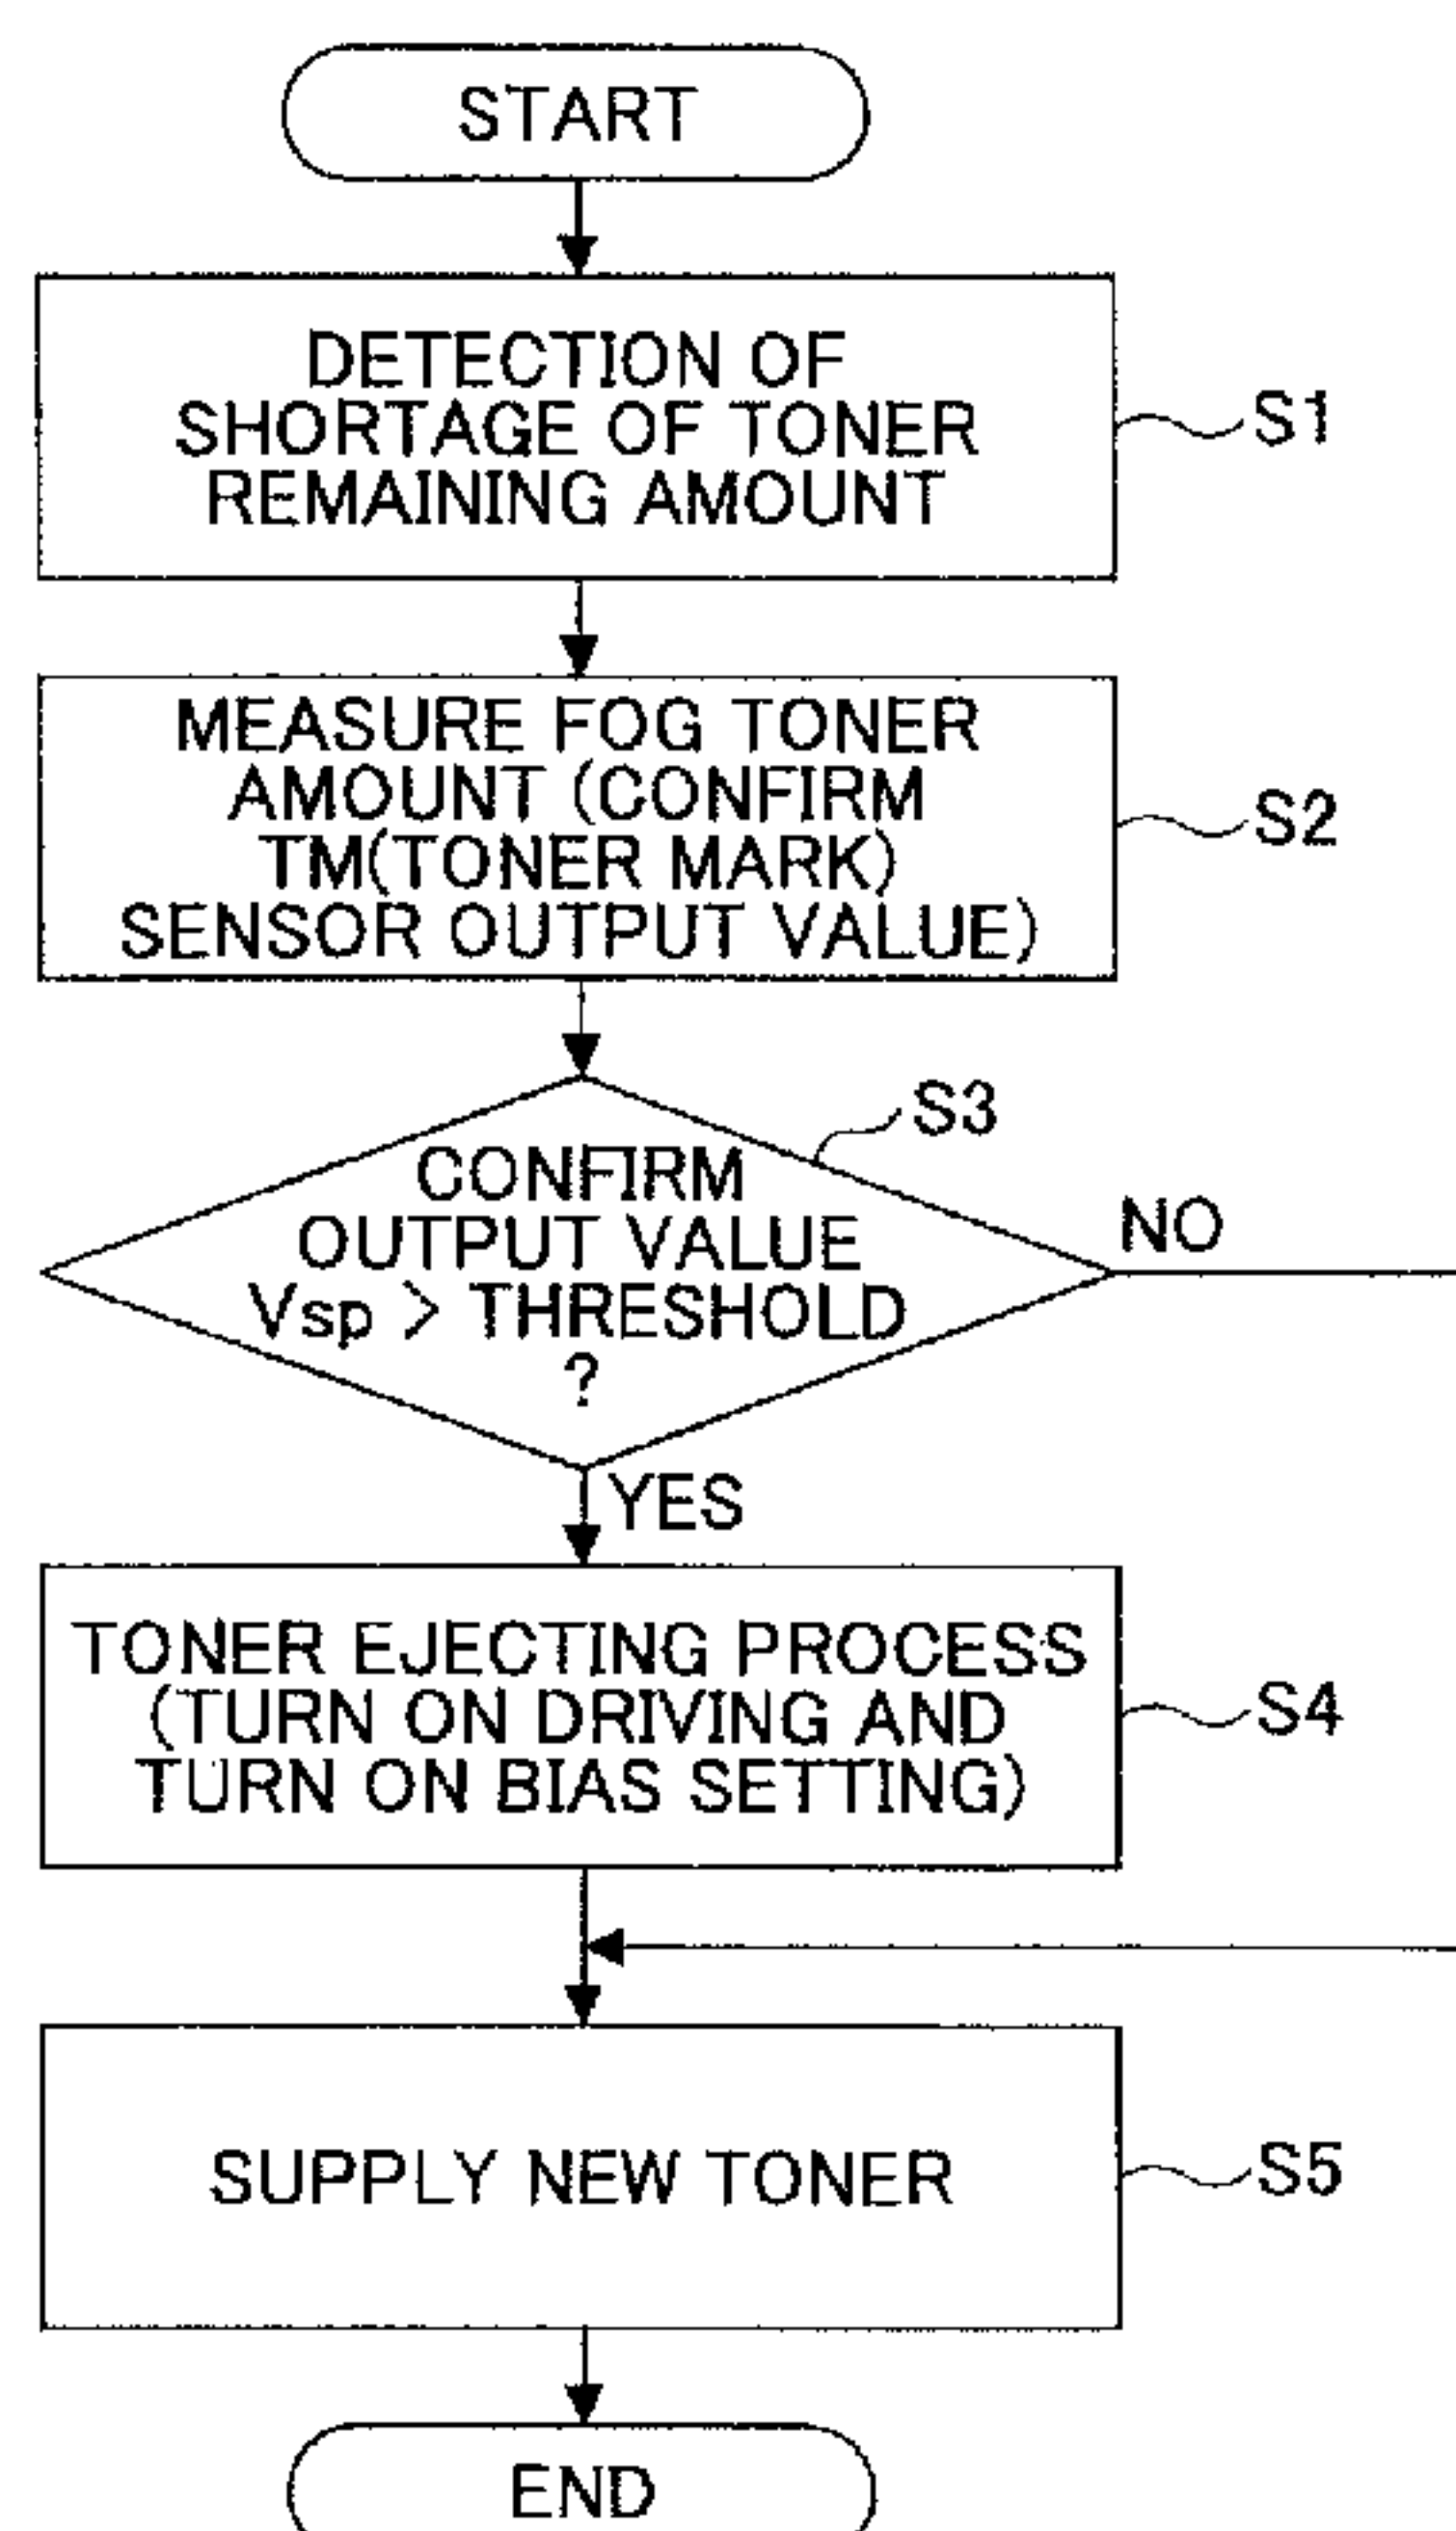 START
DETECTION OF
SHORTAGE OF TONER
REMAINING AMOUNT
S1
MEASURE FOG TONER
AMOUNT (CONFIRM
TM(TONER MARK)
SENSOR OUTPUT VALUE)
S2
S3
CONFIRM
OUTPUT VALUE
Vsp > THRESHOLD
?
NO
YES
TONER EJECTING PROCESS
(TURN ON DRIVING AND
TURN ON BIAS SETTING)
S4
SUPPLY NEW TONER
S5
END